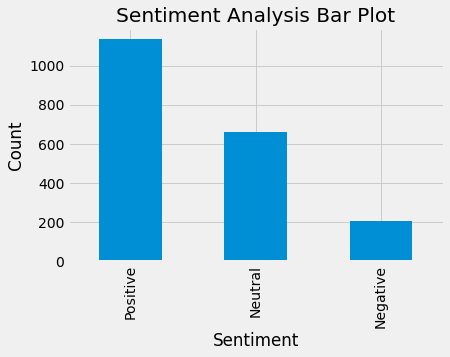 Sentiment Analysis Bar Plot
1000
800
600
400
200
0
Count
Positive
Neutral
Negative
Sentiment